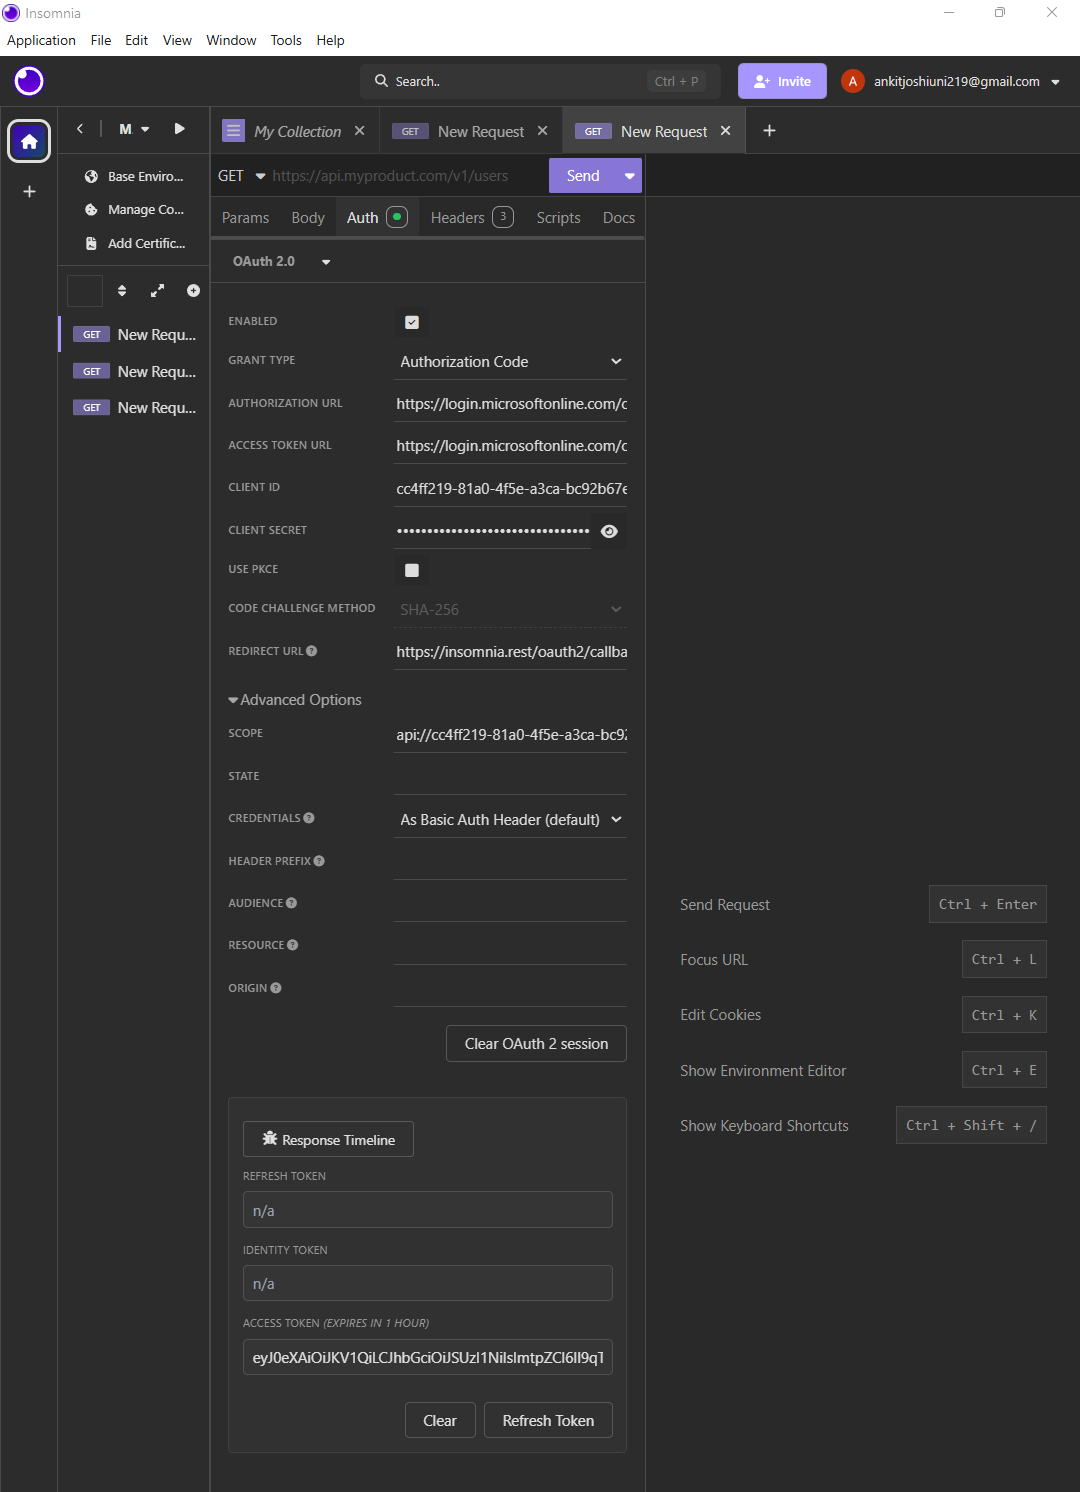 Insomnia
Application File Edit View Window Tools Help
Search.. Ctrl + P Invite A ankitjoshiuni219@gmail.com
M. My Collection GET New Request GET New Request
Base Enviro...
Manage Co...
Add Certific...
GET New Requ...
GET New Requ...
GET New Requ...
GET https://api.myproduct.com/v1/users Send
Params Body Auth Headers 3 Scripts Docs
OAuth 2.0
ENABLED
GRANT TYPE Authorization Code
AUTHORIZATION URL https://login.microsoftonline.com/c
ACCESS TOKEN URL https://login.microsoftonline.com/c
CLIENT ID cc4ff219-81a0-4f5e-a3ca-bc92b67e
CLIENT SECRET ••••••••••••••••••••••••••••••••
USE PKCE
CODE CHALLENGE METHOD SHA-256
REDIRECT URL https://insomnia.rest/oauth2/callba
Advanced Options
SCOPE api://cc4ff219-81a0-4f5e-a3ca-bc92
STATE
CREDENTIALS As Basic Auth Header (default)
HEADER PREFIX
AUDIENCE
RESOURCE
ORIGIN
Clear OAuth 2 session
Response Timeline
REFRESH TOKEN
n/a
IDENTITY TOKEN
n/a
ACCESS TOKEN (EXPIRES IN 1 HOUR)
eyJ0eXAiOiJKV1QiLCJhbGciOiJSUzI1NiIsImtpZCI6Il9qT
Clear Refresh Token
Send Request Ctrl + Enter
Focus URL Ctrl + L
Edit Cookies Ctrl + K
Show Environment Editor Ctrl + E
Show Keyboard Shortcuts Ctrl + Shift + /